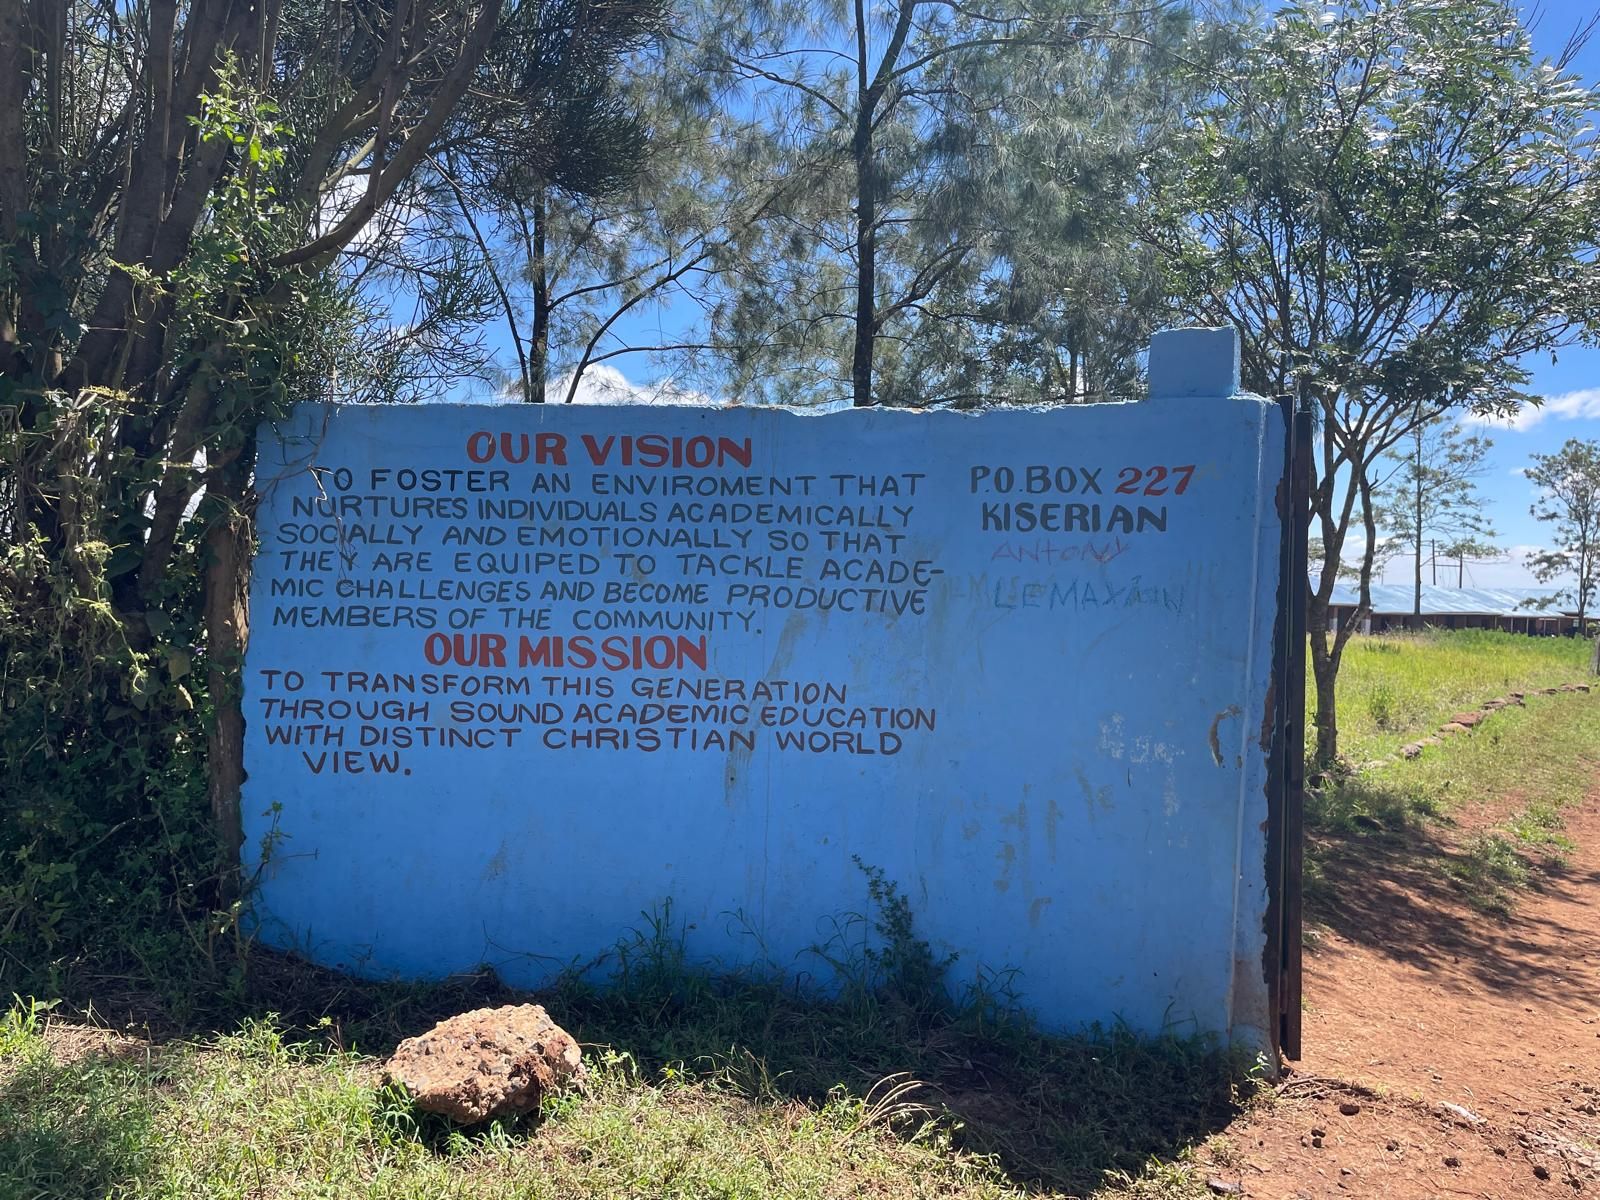 OUR VISION
TO FOSTER AN ENVIROMENT THAT
NURTURES INDIVIDUALS ACADEMICALLY
SOCIALLY AND EMOTIONALLY SO THAT
THEY ARE EQUIPED TO TACKLE ACADE-
MIC CHALLENGES AND BECOME PRODUCTIVE
MEMBERS OF THE COMMUNITY.
OUR MISSION
TO TRANSFORM THIS GENERATION
THROUGH SOUND ACADEMIC EDUCATION
WITH DISTINCT CHRISTIAN WORLD
VIEW.
P.O.BOX 227
KISERIAN
ANTONY